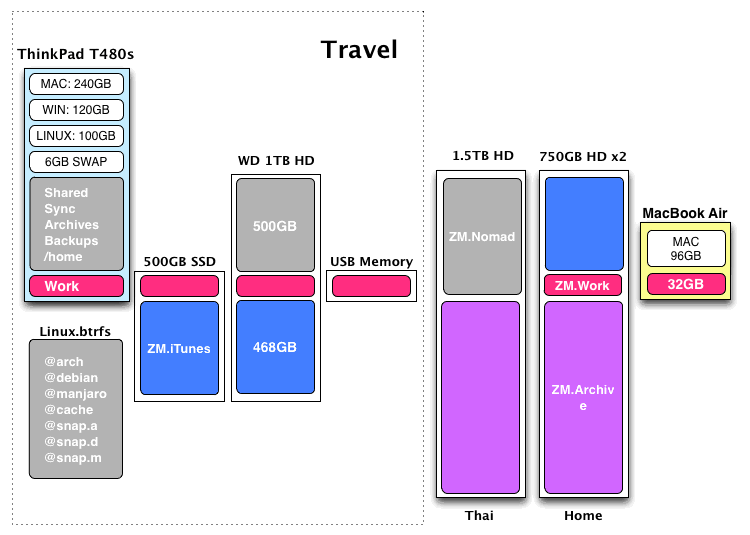 Travel
ThinkPad T480s
MAC: 240GB
WIN: 120GB
LINUX: 100GB
6GB SWAP
Shared
Sync
Archives
Backups
/home
Work
Linux.btrfs
@arch
@debian
@manjaro
@cache
@snap.a
@snap.d
@snap.m
500GB SSD
ZM.iTunes
WD 1TB HD
500GB
468GB
USB Memory
1.5TB HD
ZM.Nomad
Thai
750GB HD x2
ZM.Work
ZM.Archiv
e
Home
MacBook Air
MAC
96GB
32GB